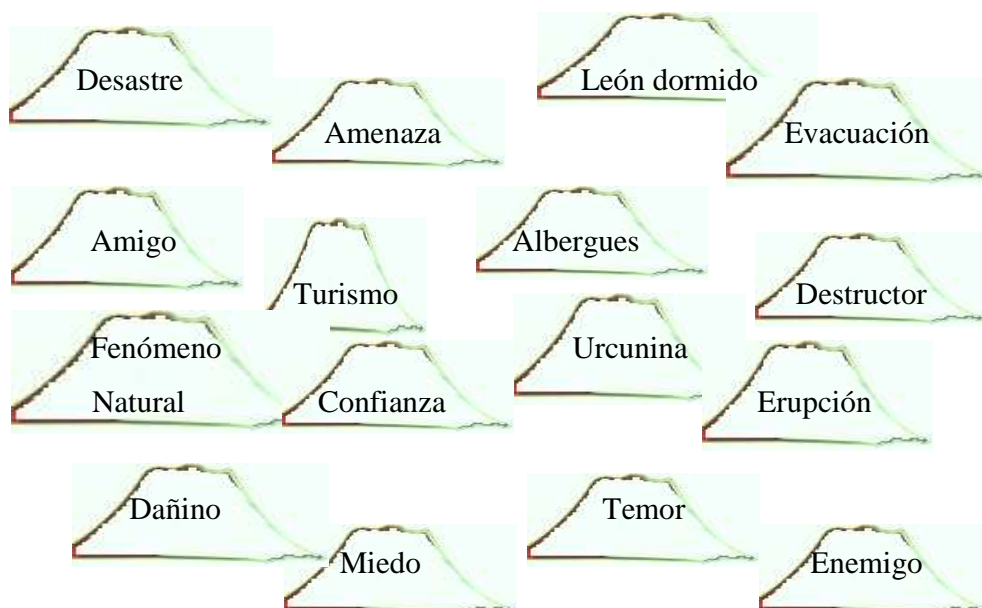 Desastre
León dormido
Amenaza
Evacuación
Amigo
Albergues
Turismo
Destructor
Fenómeno
Natural
Urcunina
Confianza
Erupción
Dañino
Temor
Miedo
Enemigo